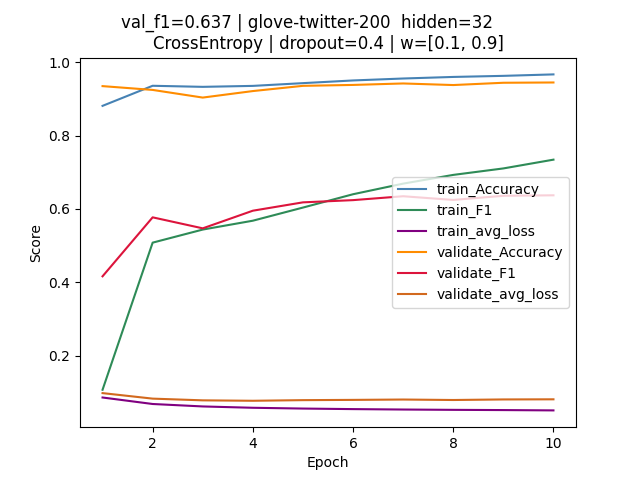 val_f1=0.637 | glove-twitter-200  hidden=32
CrossEntropy | dropout=0.4 | w=[0.1, 0.9]
1.0
0.8
0.6
0.4
0.2
Score
train_Accuracy
train_F1
train_avg_loss
validate_Accuracy
validate_F1
validate_avg_loss
2 4 6 8 10
Epoch